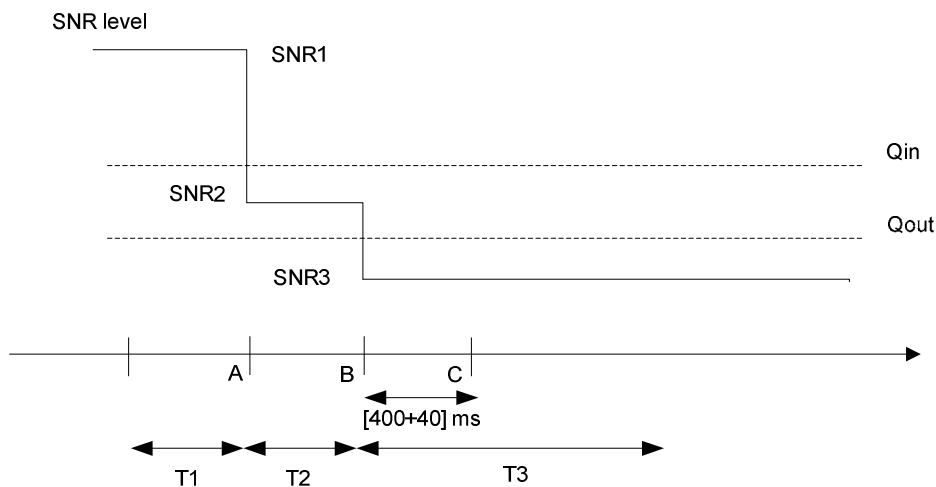 SNR level
SNR1
Qin
SNR2
Qout
SNR3
A
B
C
[400+40] ms
T1
T2
T3